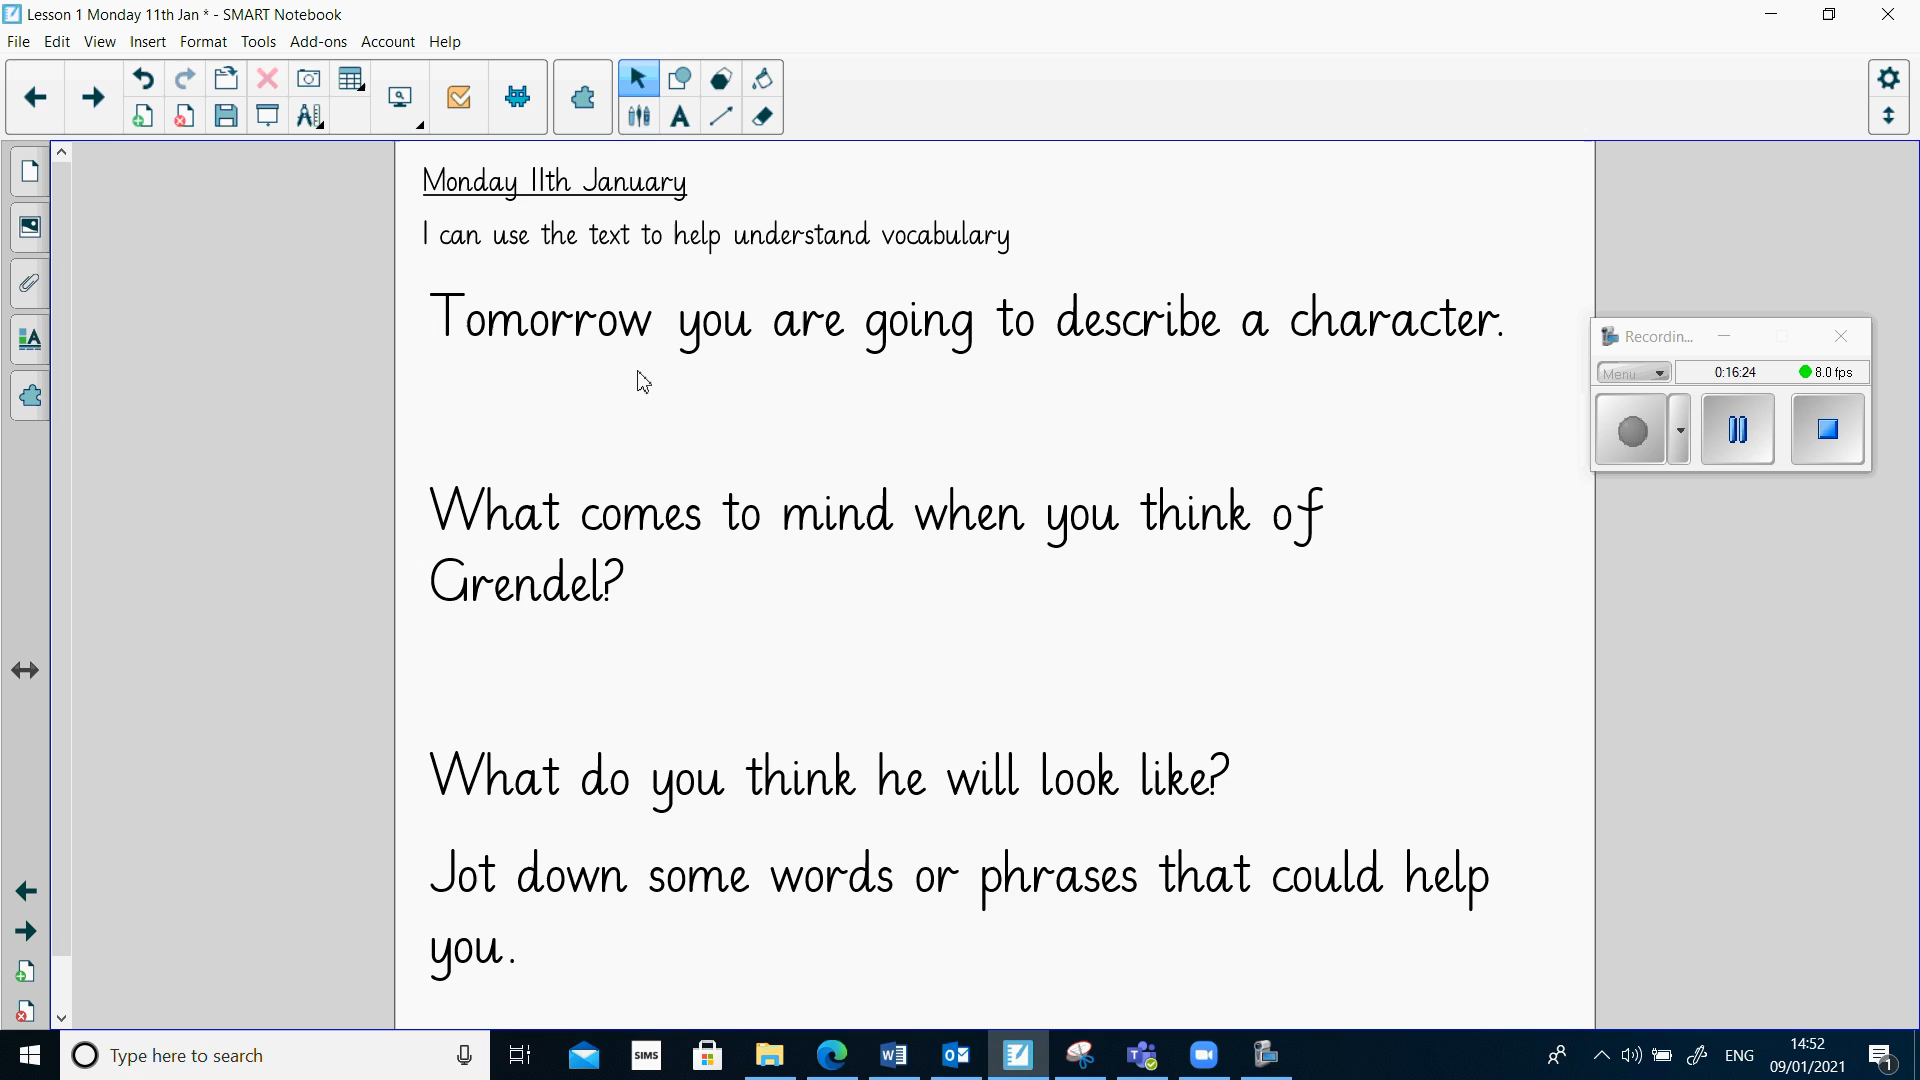 Lesson 1 Monday 11th Jan * - SMART Notebook
File Edit View Insert Format Tools Add-ons Account Help
Monday 11th January
I can use the text to help understand vocabulary
Tomorrow you are going to describe a character.
Recordin...
Menu 0:16:24 8.0 fps
What comes to mind when you think of
Grendel?
What do you think he will look like?
Jot down some words or phrases that could help
you.
Type here to search
SIMS
ENG
14:52
09/01/2021
1